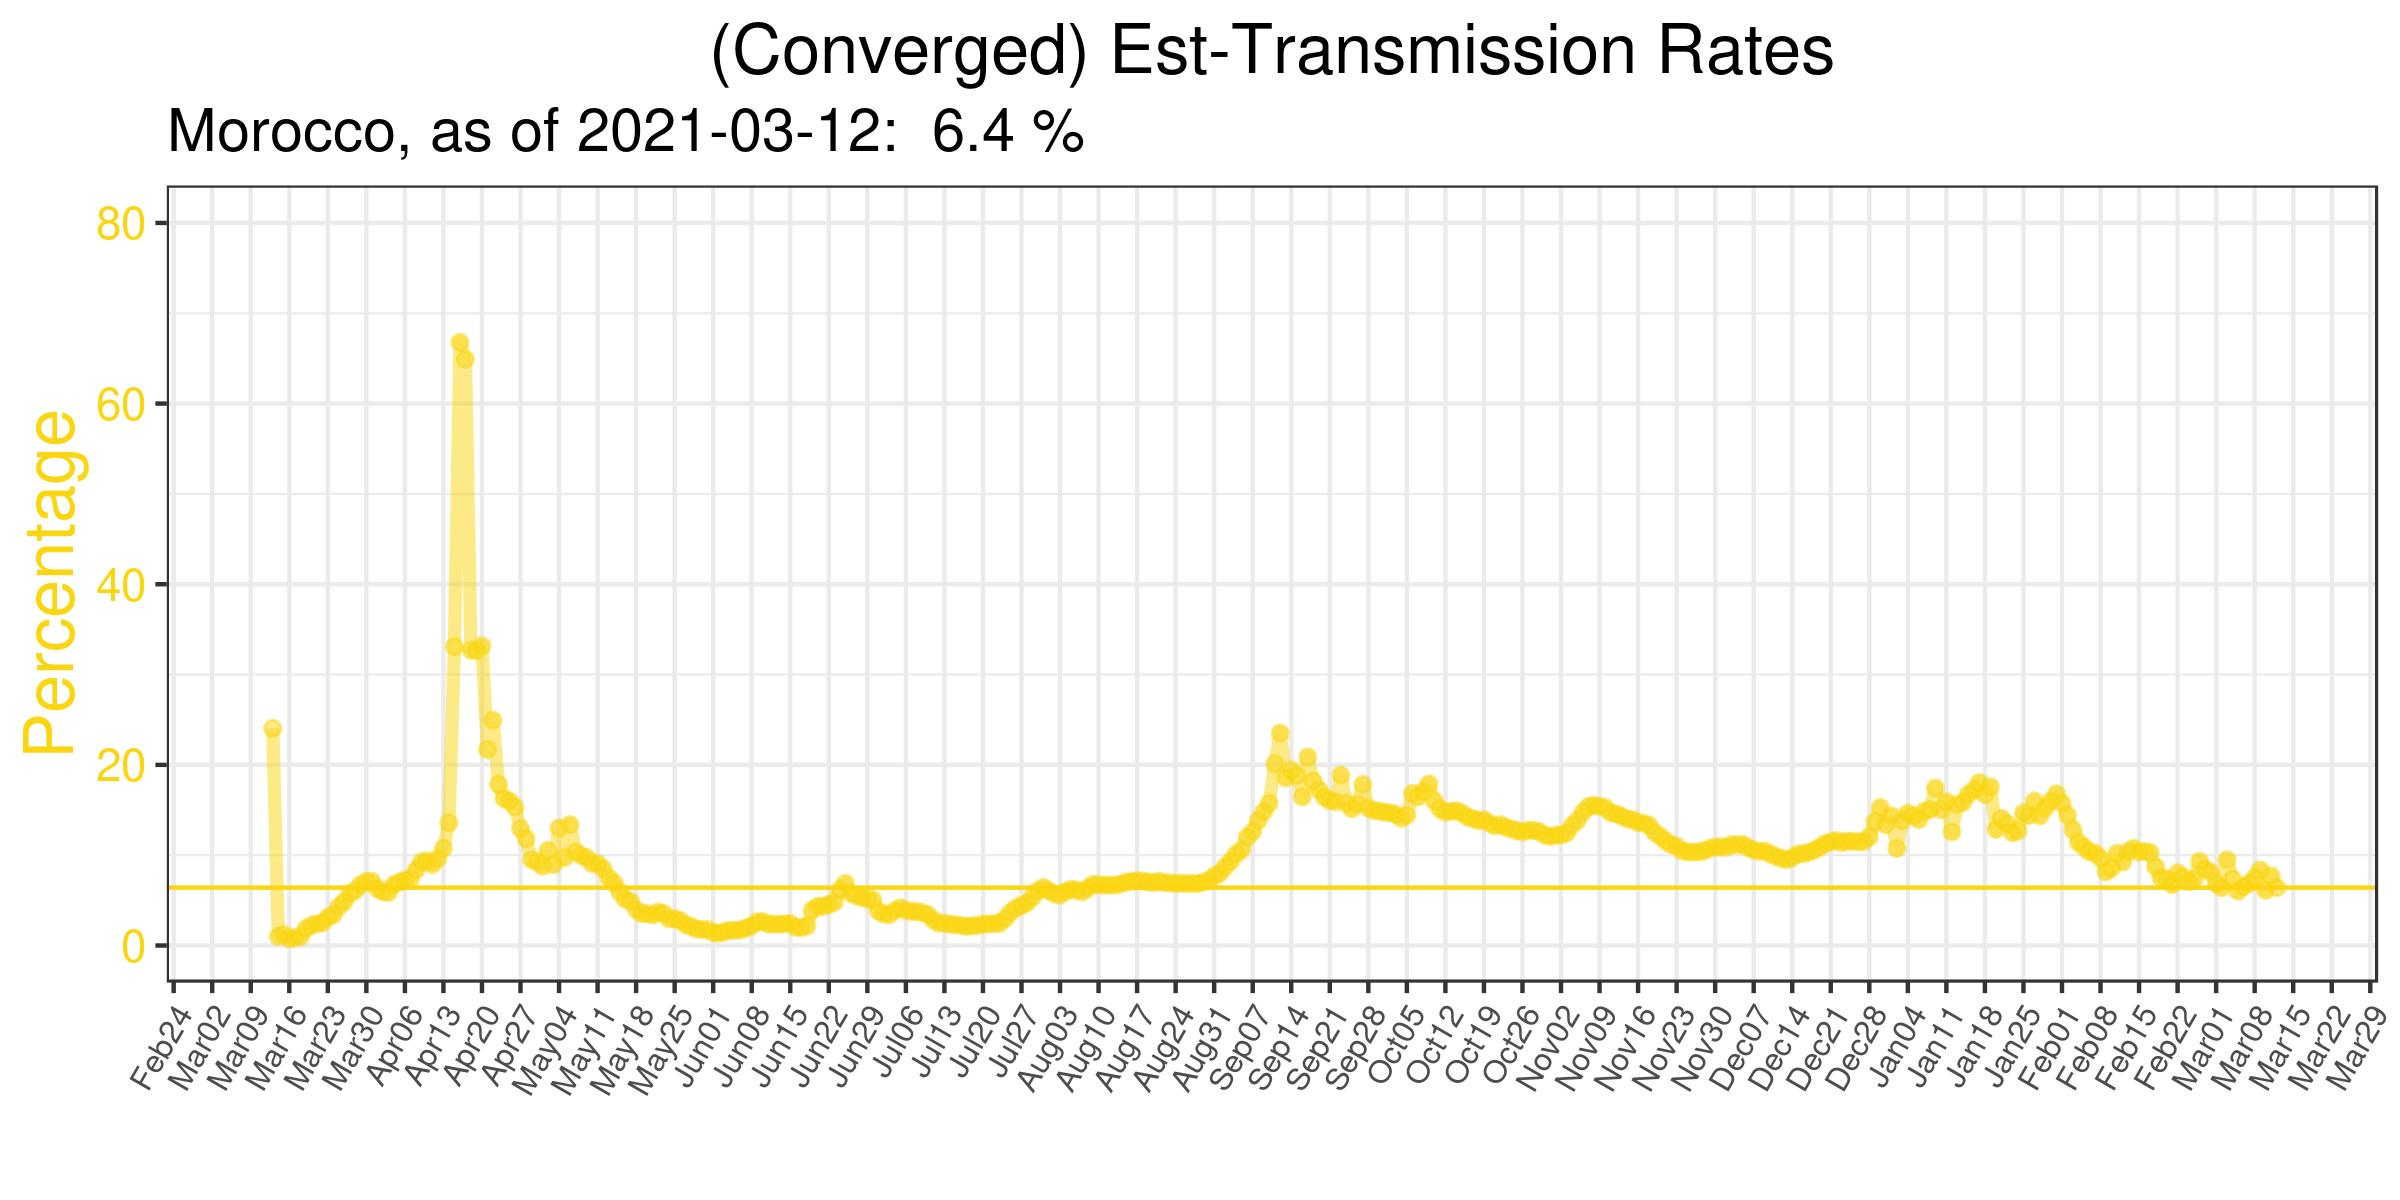 (Converged) Est-Transmission Rates
Morocco, as of 2021-03-12:  6.4 %
Percentage
80
60
40
20
0
Feb24
Mar02
Mar09
Mar16
Mar23
Mar30
Apr06
Apr13
Apr20
Apr27
May04
May11
May18
May25
Jun01
Jun08
Jun15
Jun22
Jun29
Jul06
Jul13
Jul20
Jul27
Aug03
Aug10
Aug17
Aug24
Aug31
Sep07
Sep14
Sep21
Sep28
Oct05
Oct12
Oct19
Oct26
Nov02
Nov09
Nov16
Nov23
Nov30
Dec07
Dec14
Dec21
Dec28
Jan04
Jan11
Jan18
Jan25
Feb01
Feb08
Feb15
Feb22
Mar01
Mar08
Mar15
Mar22
Mar29